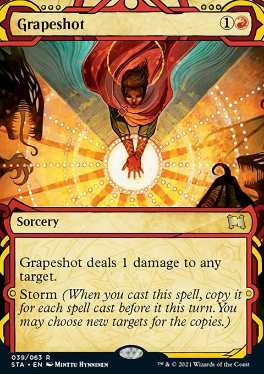 Grapeshot 1
Sorcery
Grapeshot deals 1 damage to any
target.
Storm (When you cast this spell, copy it
for each spell cast before it this turn. You
may choose new targets for the copies.)
039/063 R
STA • EN MINTTU HYNNINEN
™ & © 2021 Wizards of the Coast